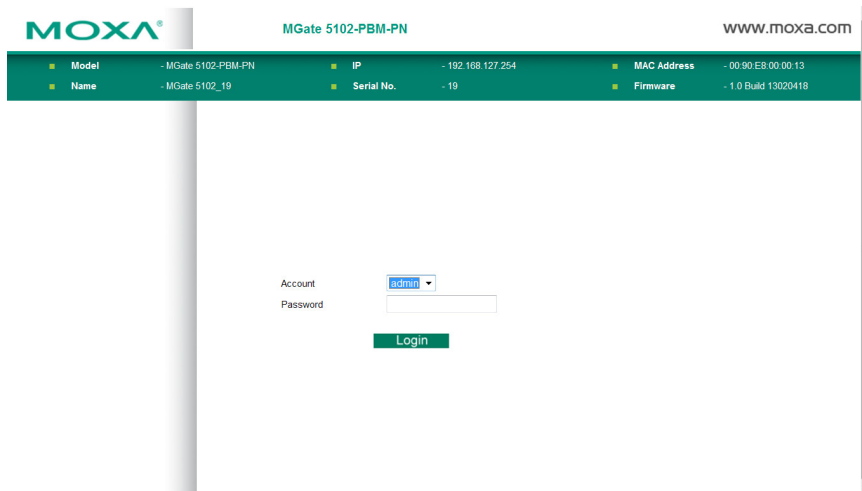 MOXA® MGate 5102-PBM-PN www.moxa.com
Model - MGate 5102-PBM-PN IP - 192.168.127.254 MAC Address - 00:90:E8:00:00:13
Name - MGate 5102_19 Serial No. - 19 Firmware - 1.0 Build 13020418
Account admin
Password
Login